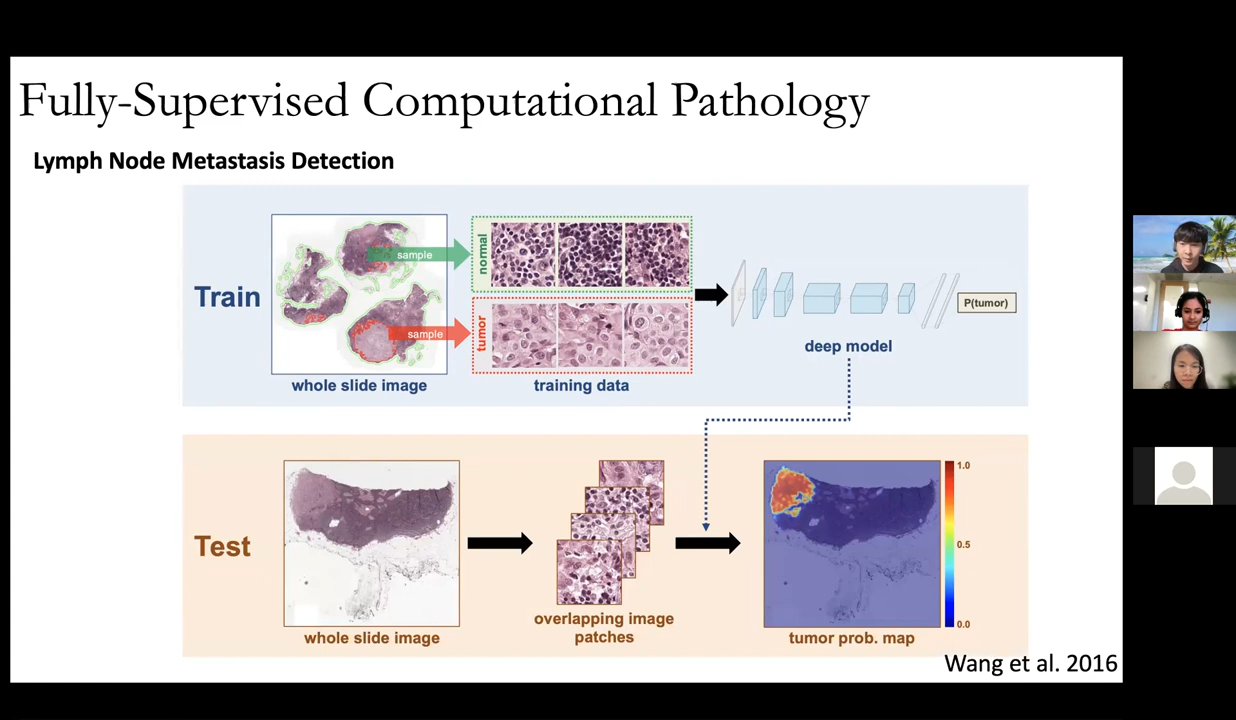 Fully-Supervised Computational Pathology
Lymph Node Metastasis Detection
Train
sample
sample
normal
tumor
P(tumor)
deep model
whole slide image
training data
Test
1.0
0.5
0.0
whole slide image
overlapping image
patches
tumor prob. map
Wang et al. 2016